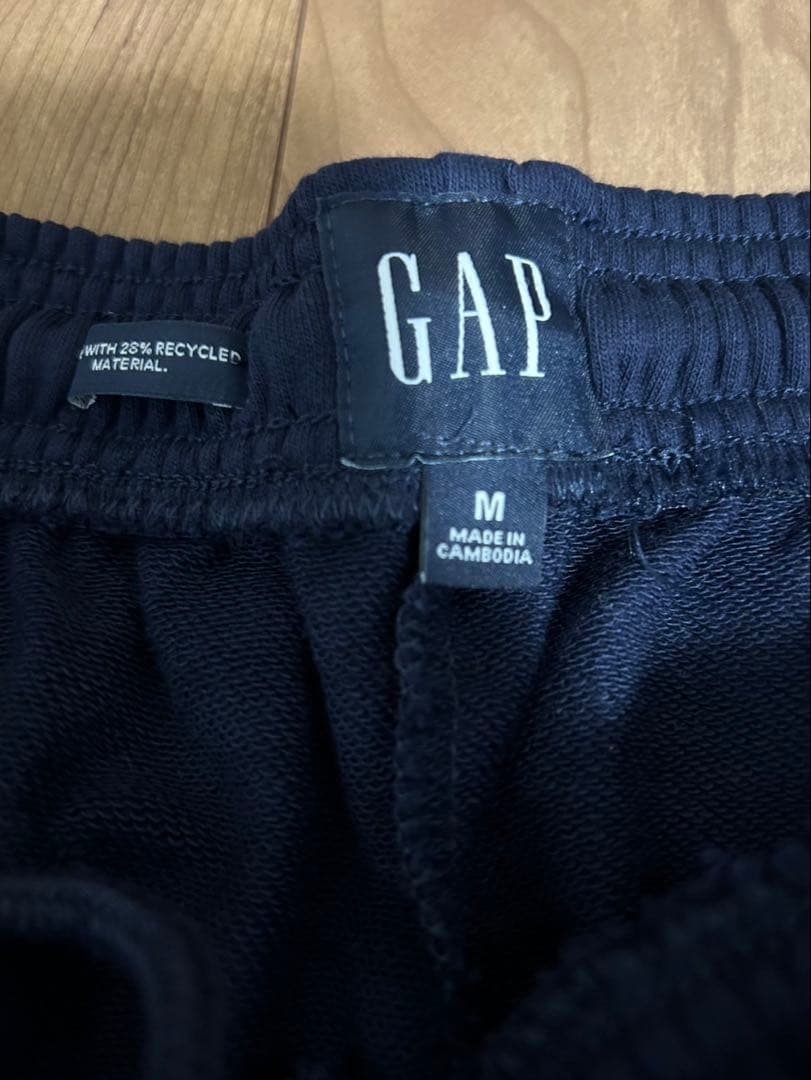 GAP
WITH 28% RECYCLED
MATERIAL.
M
MADE IN
CAMBODIA